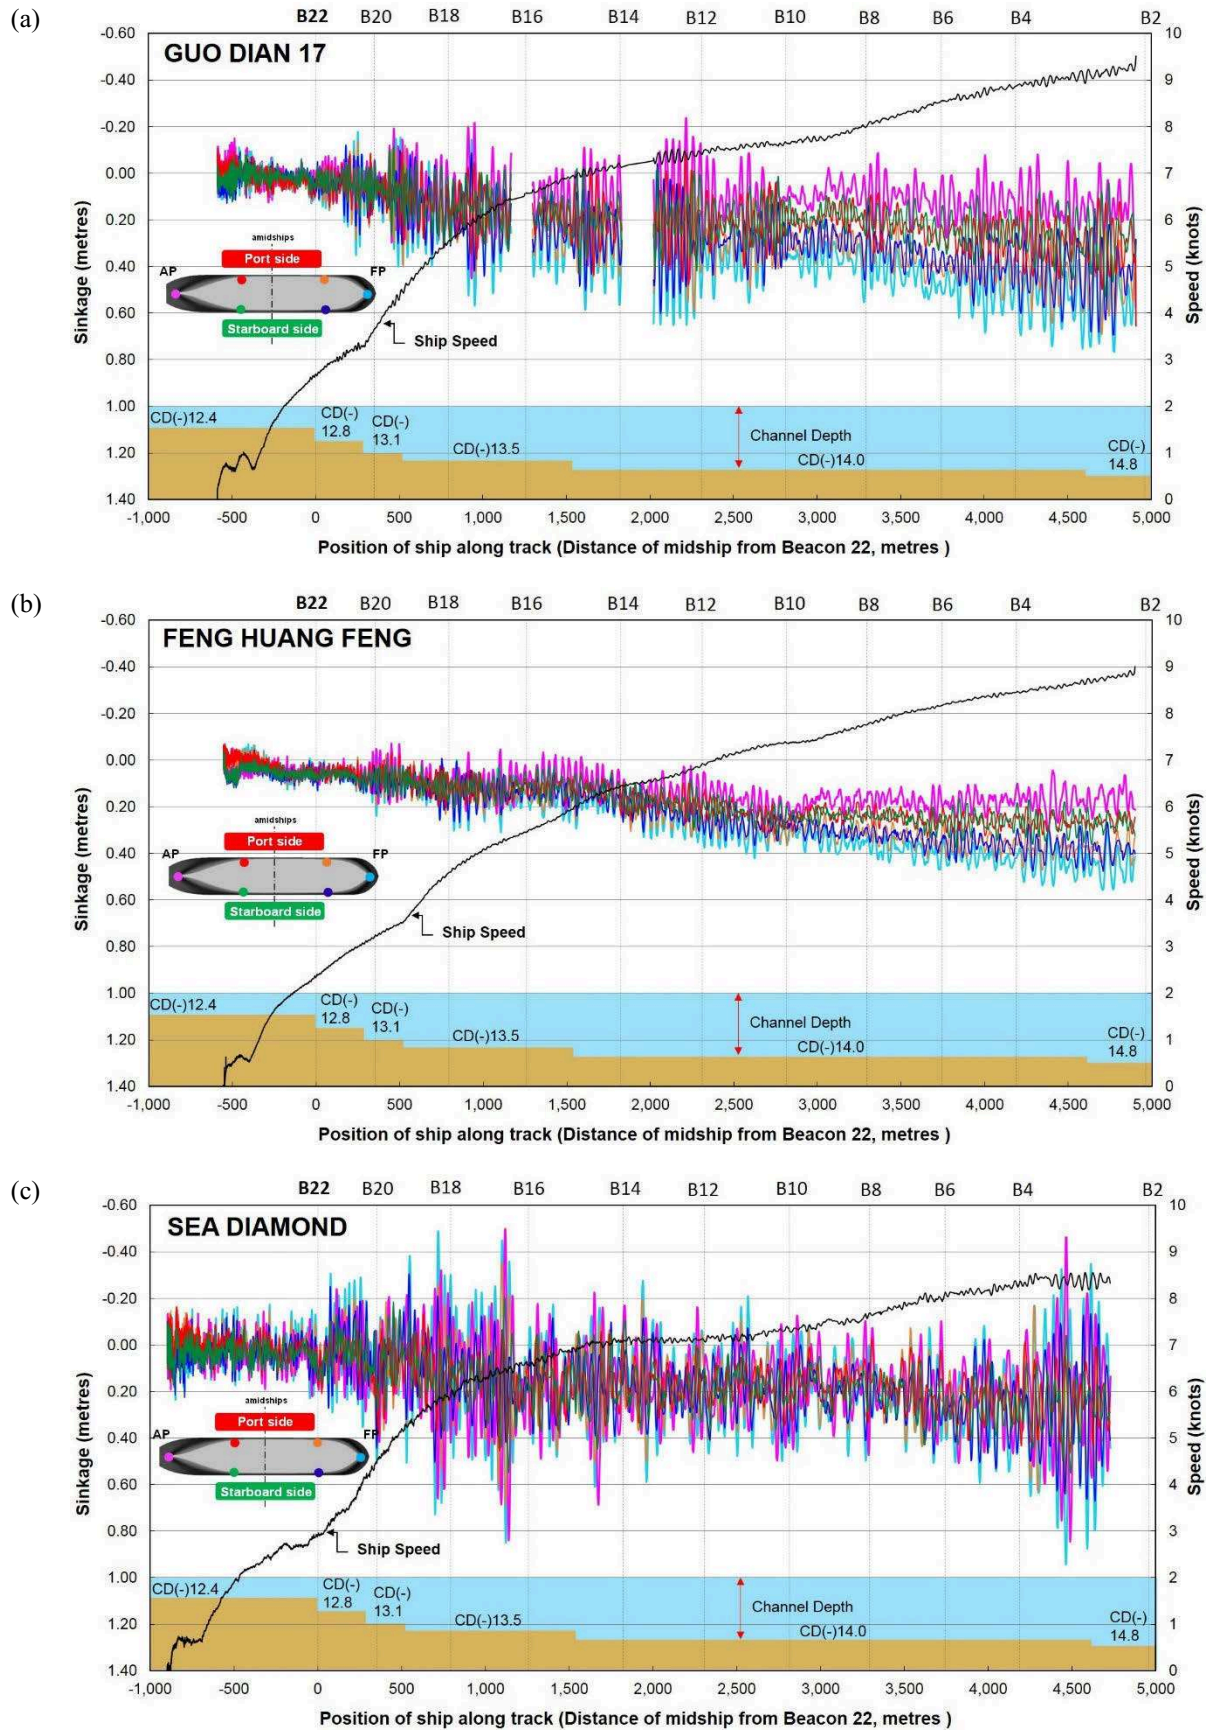 (a)
B22 B20 B18 B16 B14 B12 B10 B8 B6 B4 B2
GUO DIAN 17
-0.60 -0.40 -0.20 0.00 0.20 0.40 0.60 0.80 1.00 1.20 1.40
Sinkage (metres)
10 9 8 7 6 5 4 3 2 1 0
Speed (knots)
amidships
Port side
AP FP
Starboard side
Ship Speed
CD(-)12.4
CD(-)
12.8
CD(-)
13.1
CD(-)13.5
Channel Depth
CD(-)14.0
CD(-)
14.8
-1,000 -500 0 500 1,000 1,500 2,000 2,500 3,000 3,500 4,000 4,500 5,000
Position of ship along track (Distance of midship from Beacon 22, metres )
(b)
B22 B20 B18 B16 B14 B12 B10 B8 B6 B4 B2
FENG HUANG FENG
-0.60 -0.40 -0.20 0.00 0.20 0.40 0.60 0.80 1.00 1.20 1.40
Sinkage (metres)
10 9 8 7 6 5 4 3 2 1 0
Speed (knots)
amidships
Port side
AP FP
Starboard side
Ship Speed
CD(-)12.4
CD(-)
12.8
CD(-)
13.1
CD(-)13.5
Channel Depth
CD(-)14.0
CD(-)
14.8
-1,000 -500 0 500 1,000 1,500 2,000 2,500 3,000 3,500 4,000 4,500 5,000
Position of ship along track (Distance of midship from Beacon 22, metres )
(c)
B22 B20 B18 B16 B14 B12 B10 B8 B6 B4 B2
SEA DIAMOND
-0.60 -0.40 -0.20 0.00 0.20 0.40 0.60 0.80 1.00 1.20 1.40
Sinkage (metres)
10 9 8 7 6 5 4 3 2 1 0
Speed (knots)
amidships
Port side
AP FP
Starboard side
Ship Speed
CD(-)12.4
CD(-)
12.8
CD(-)
13.1
CD(-)13.5
Channel Depth
CD(-)14.0
CD(-)
14.8
-1,000 -500 0 500 1,000 1,500 2,000 2,500 3,000 3,500 4,000 4,500 5,000
Position of ship along track (Distance of midship from Beacon 22, metres )